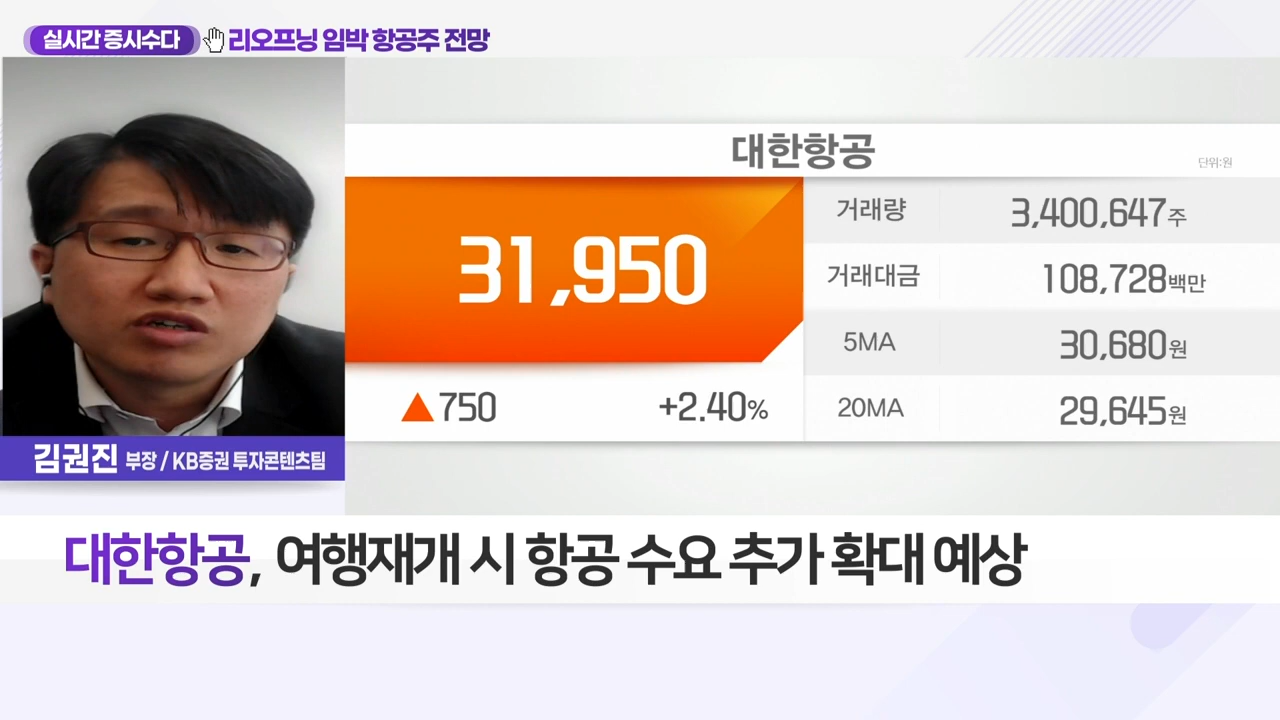 실시간 증시수다 리오프닝 임박 항공주 전망
대한항공
단위:원
31,950
▲750 +2.40%
거래량 3,400,647주
거래대금 108,728백만
5MA 30,680원
20MA 29,645원
김권진 부장 / KB증권 투자콘텐츠팀
대한항공, 여행재개 시 항공 수요 추가 확대 예상